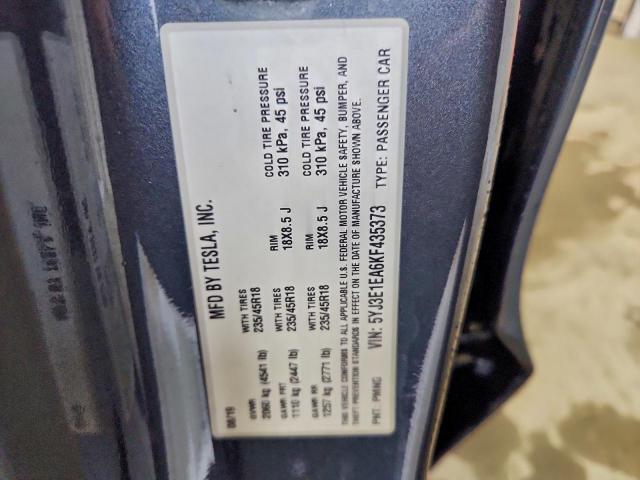 MFD BY TESLA, INC.
08/19
GVWR WITH TIRES RIM COLD TIRE PRESSURE
2060 kg (4541 lb) 235/45R18
GAWR FRT WITH TIRES RIM COLD TIRE PRESSURE
1110 kg (2447 lb) 235/45R18 18X8.5 J 310 kPa, 45 psi
GAWR RR WITH TIRES RIM COLD TIRE PRESSURE
1257 kg (2771 lb) 235/45R18 18X8.5 J 310 kPa, 45 psi
THIS VEHICLE CONFORMS TO ALL APPLICABLE U.S. FEDERAL MOTOR VEHICLE SAFETY, BUMPER, AND
THEFT PREVENTION STANDARDS IN EFFECT ON THE DATE OF MANUFACTURE SHOWN ABOVE.
PNT: PMNG VIN: 5YJ3E1EA6KF435373 TYPE: PASSENGER CAR